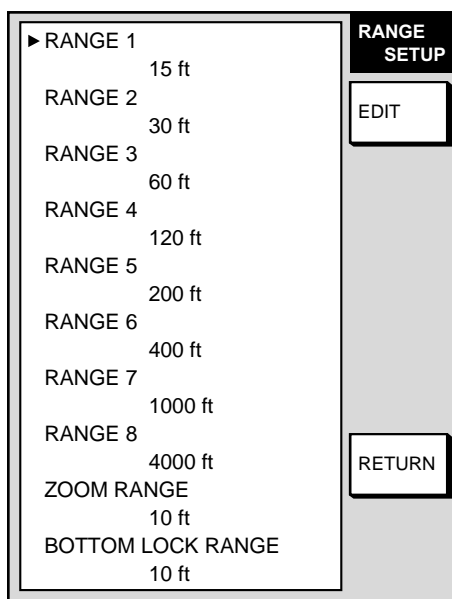 ▶ RANGE 1
15 ft
RANGE 2
30 ft
RANGE 3
60 ft
RANGE 4
120 ft
RANGE 5
200 ft
RANGE 6
400 ft
RANGE 7
1000 ft
RANGE 8
4000 ft
ZOOM RANGE
10 ft
BOTTOM LOCK RANGE
10 ft
RANGE
SETUP
EDIT
RETURN